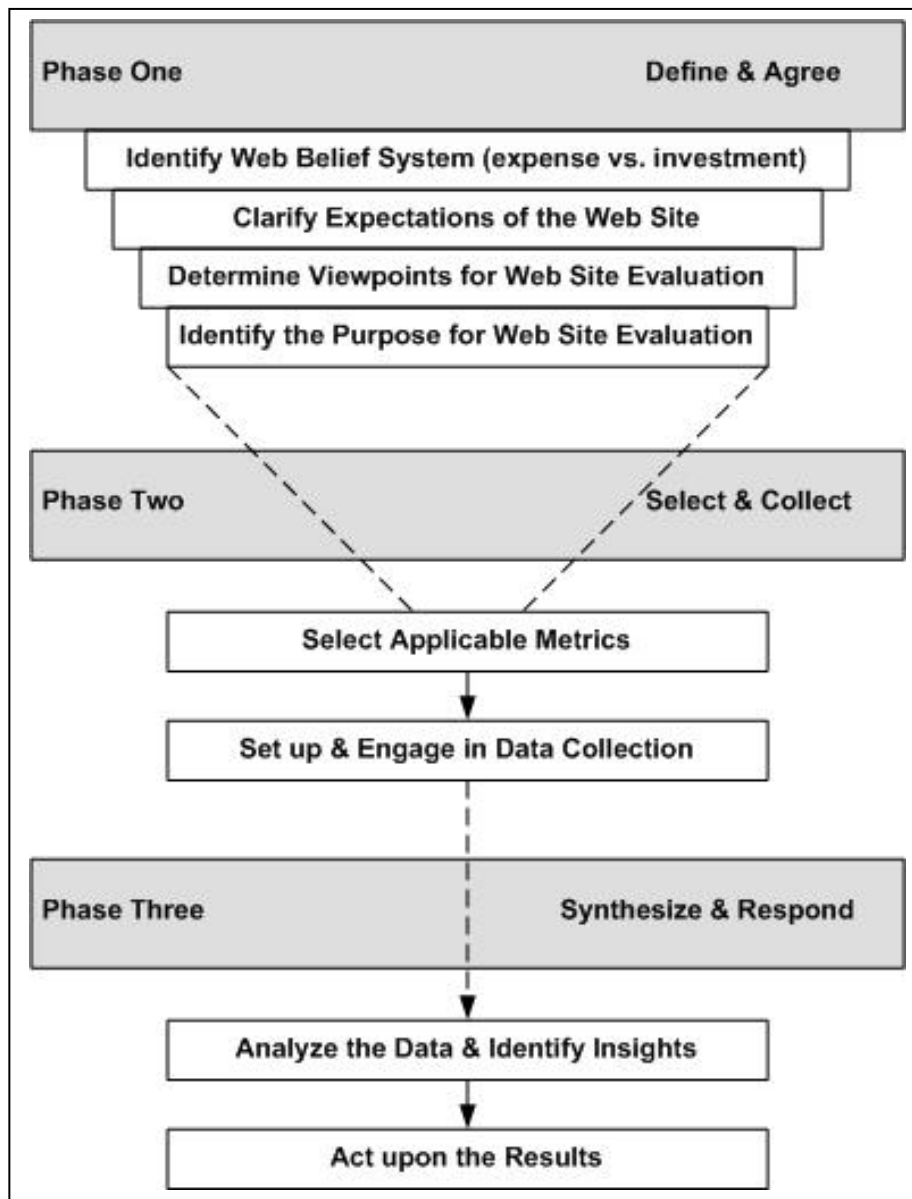 Phase One Define & Agree
Identify Web Belief System (expense vs. investment)
Clarify Expectations of the Web Site
Determine Viewpoints for Web Site Evaluation
Identify the Purpose for Web Site Evaluation
Phase Two Select & Collect
Select Applicable Metrics
Set up & Engage in Data Collection
Phase Three Synthesize & Respond
Analyze the Data & Identify Insights
Act upon the Results